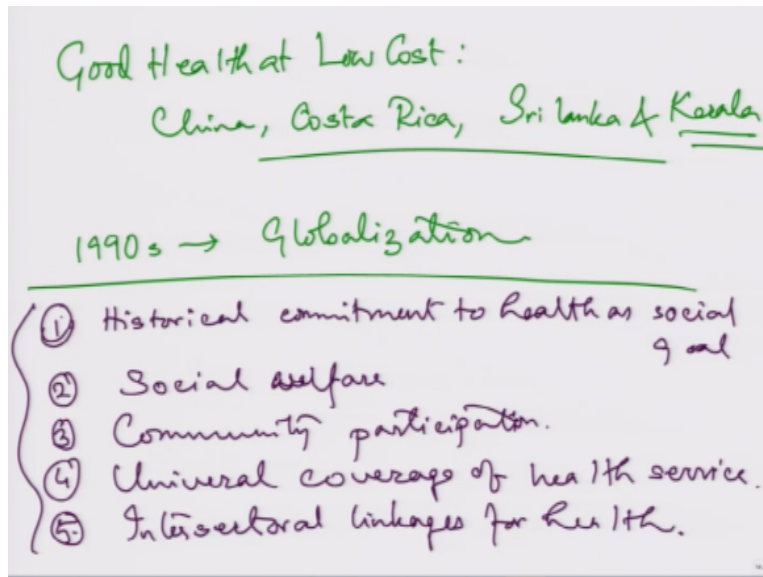 Good Health at Low Cost:
China, Costa Rica, Sri Lanka & Kerala
1990s → Globalization
① Historical commitment to health as social
goal
② Social welfare
③ Community participation.
④ Univeral coverage of health service.
⑤ Intersectoral linkages for health.